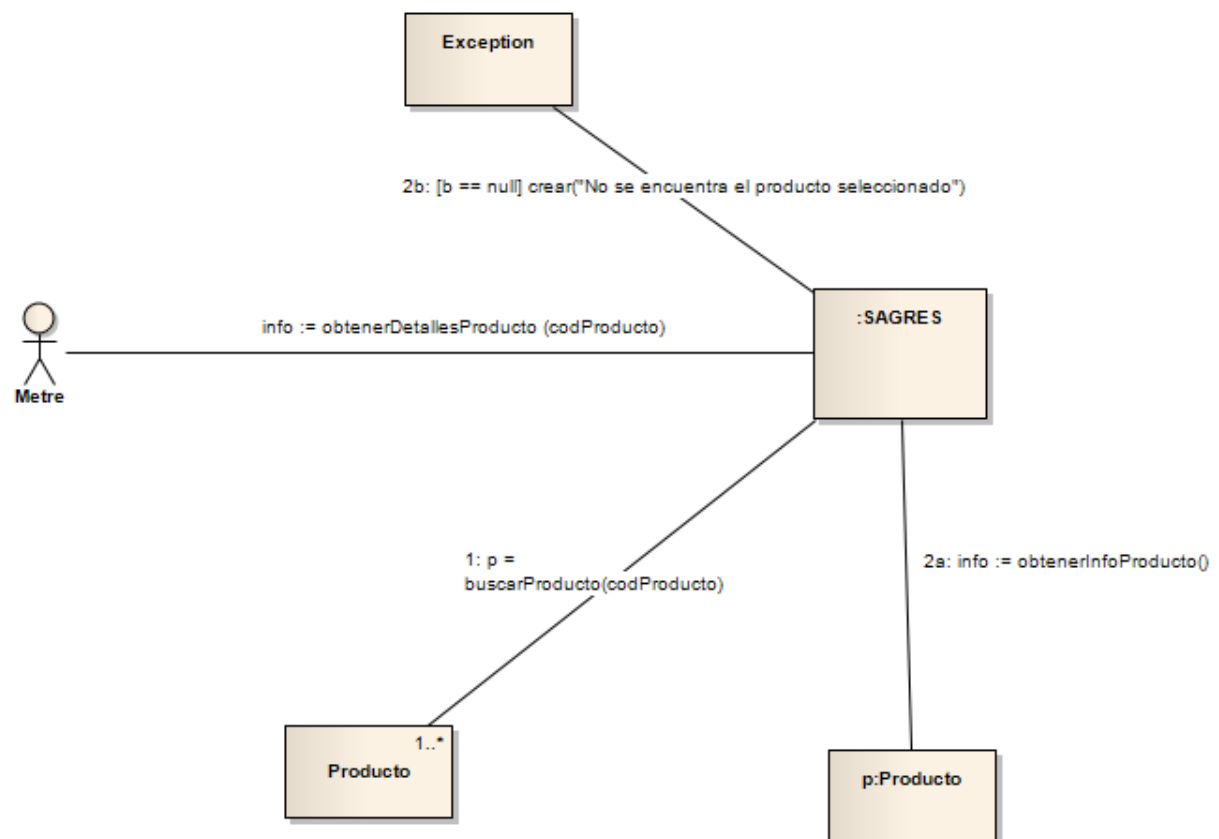 Exception
2b: [b == null] crear("No se encuentra el producto seleccionado")
:SAGRES
info := obtenerDetallesProducto (codProducto)
Metre
1: p =
buscarProducto(codProducto)
2a: info := obtenerInfoProducto()
1..*
Producto
p:Producto